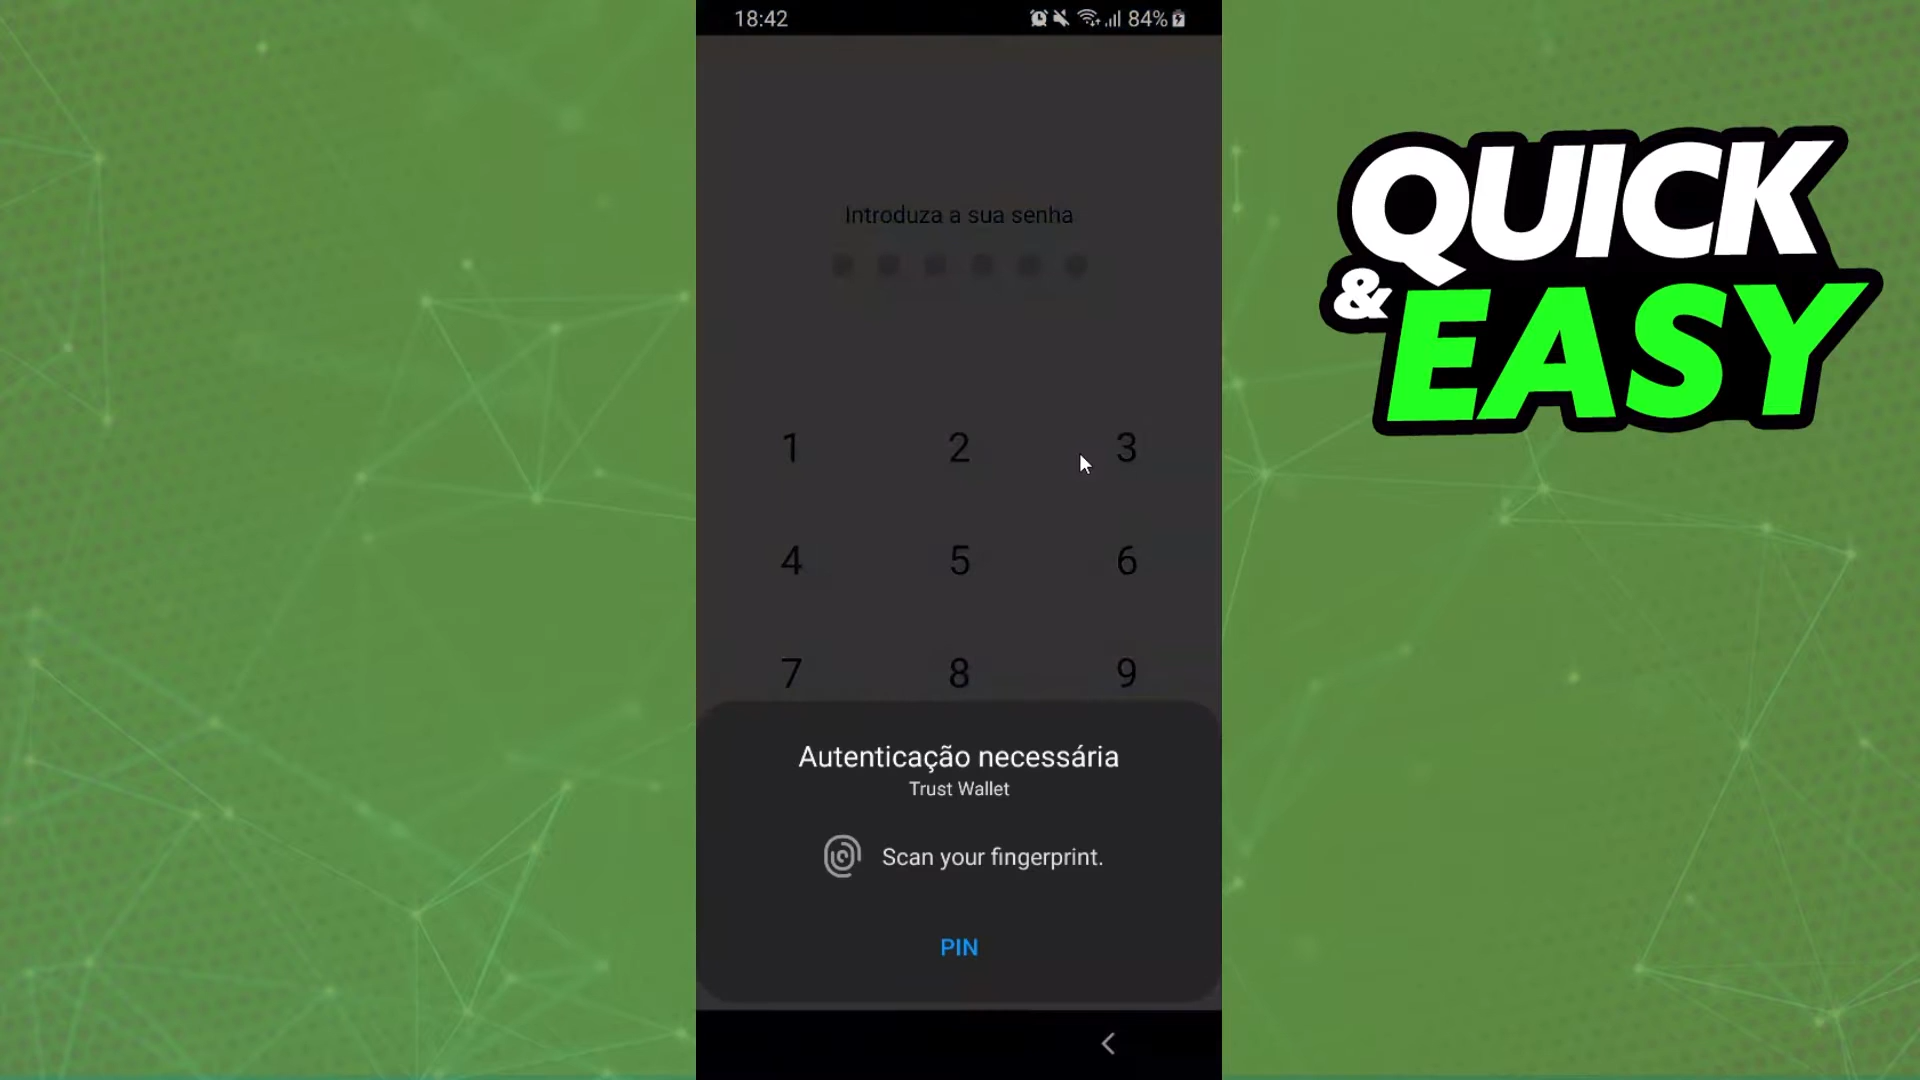 18:42
84%
QUICK
& EASY
Introduza a sua senha
1 2 3
4 5 6
7 8 9
Autenticação necessária
Trust Wallet
Scan your fingerprint.
PIN